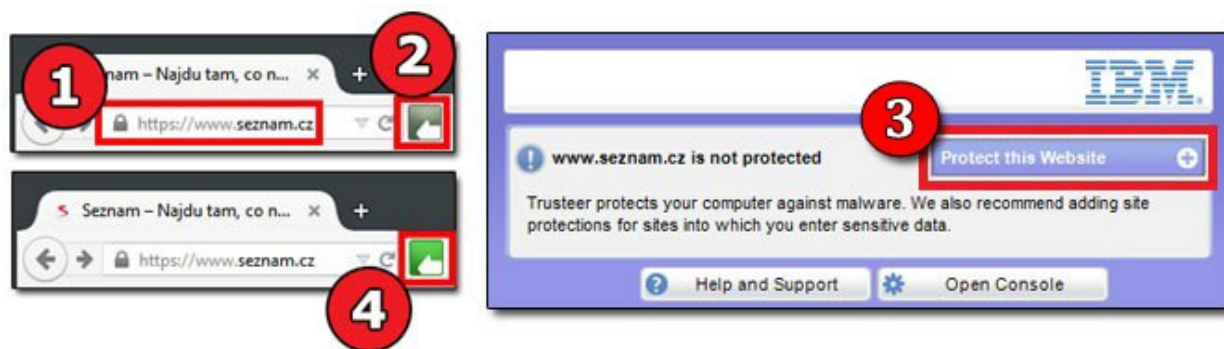 1
2
nam – Najdu tam, co n... × +
https://www.seznam.cz
4
S Seznam – Najdu tam, co n... × +
https://www.seznam.cz
IBM
3
www.seznam.cz is not protected
Protect this Website
Trusteer protects your computer against malware. We also recommend adding site
protections for sites into which you enter sensitive data.
Help and Support
Open Console